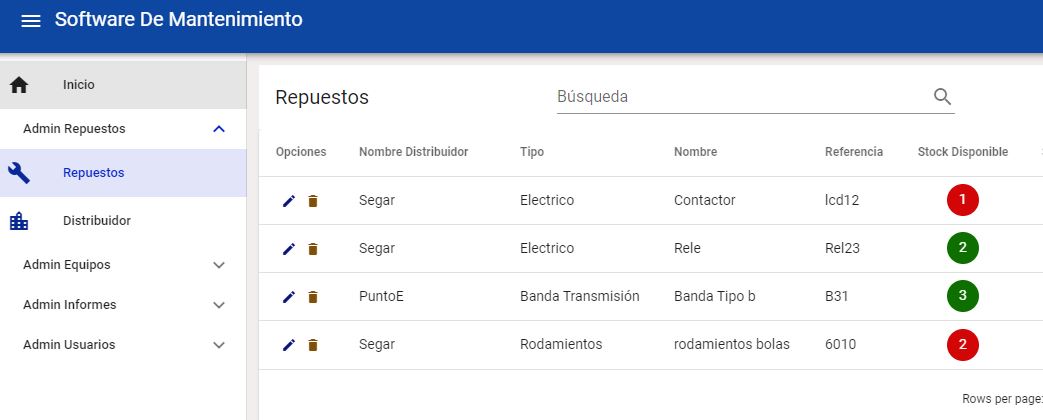 Software De Mantenimiento
Inicio
Admin Repuestos
Repuestos
Distribuidor
Admin Equipos
Admin Informes
Admin Usuarios
Repuestos
Búsqueda
Opciones Nombre Distribuidor Tipo Nombre Referencia Stock Disponible
Segar Electrico Contactor lcd12 1
Segar Electrico Rele Rel23 2
PuntoE Banda Transmisión Banda Tipo b B31 3
Segar Rodamientos rodamientos bolas 6010 2
Rows per page: